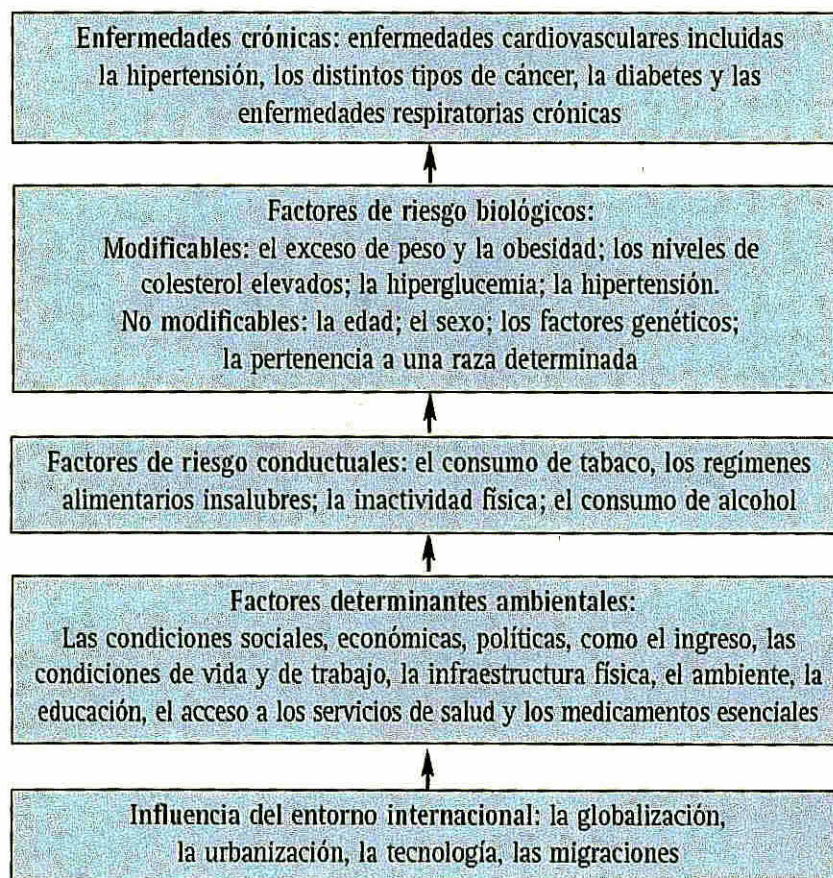 Enfermedades crónicas: enfermedades cardiovasculares incluidas
la hipertensión, los distintos tipos de cáncer, la diabetes y las
enfermedades respiratorias crónicas
Factores de riesgo biológicos:
Modificables: el exceso de peso y la obesidad; los niveles de
colesterol elevados; la hiperglucemia; la hipertensión.
No modificables: la edad; el sexo; los factores genéticos;
la pertenencia a una raza determinada
Factores de riesgo conductuales: el consumo de tabaco, los regímenes
alimentarios insalubres; la inactividad física; el consumo de alcohol
Factores determinantes ambientales:
Las condiciones sociales, económicas, políticas, como el ingreso, las
condiciones de vida y de trabajo, la infraestructura física, el ambiente, la
educación, el acceso a los servicios de salud y los medicamentos esenciales
Influencia del entorno internacional: la globalización,
la urbanización, la tecnología, las migraciones